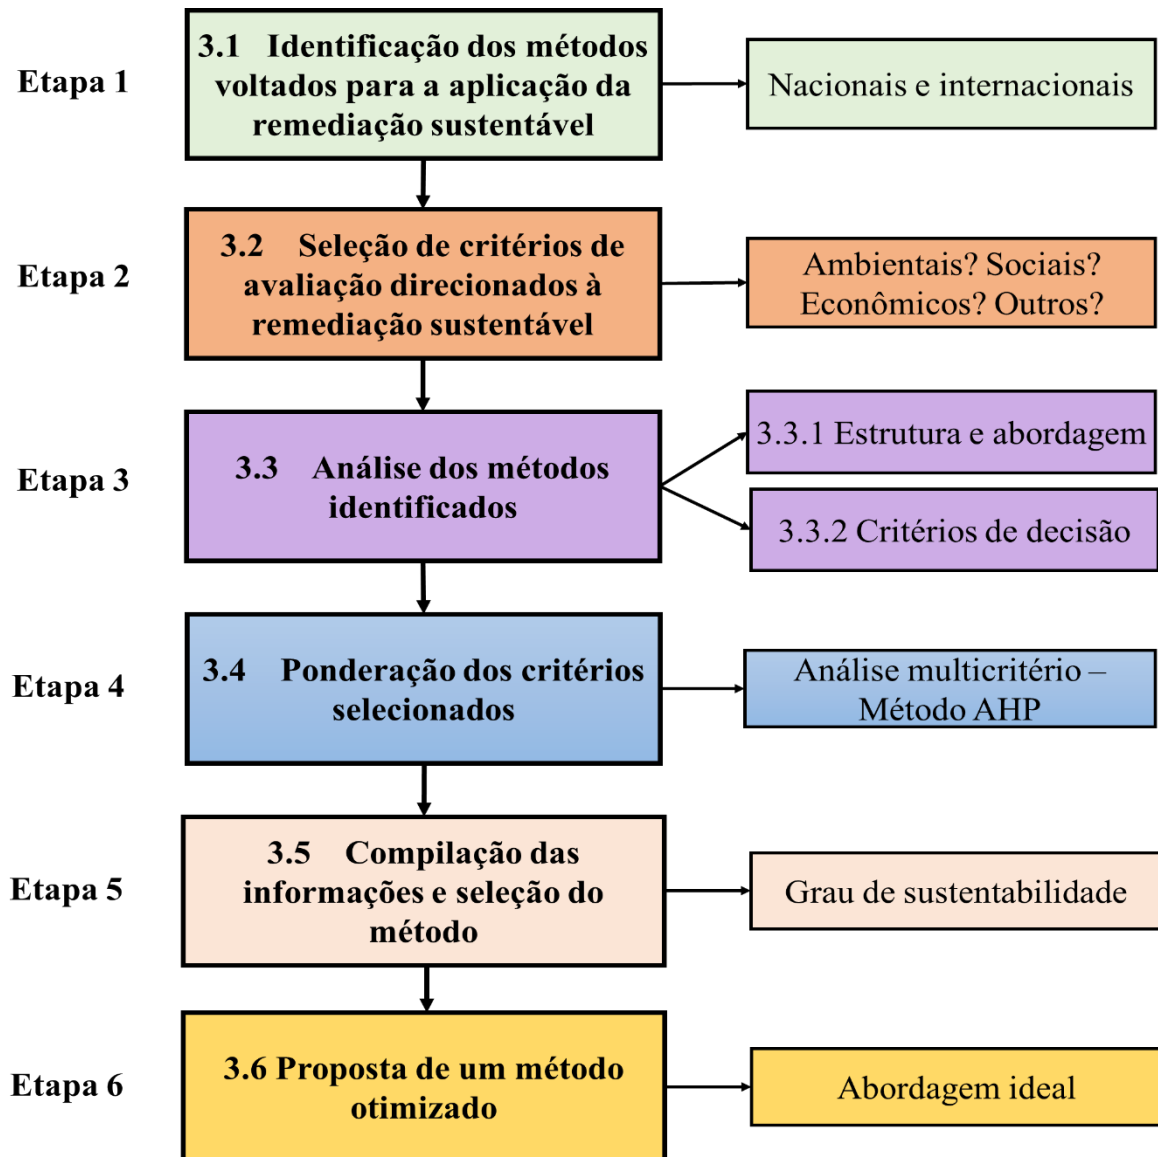 Etapa 1
3.1 Identificação dos métodos
voltados para a aplicação da
remediação sustentável
Nacionais e internacionais
Etapa 2
3.2 Seleção de critérios de
avaliação direcionados à
remediação sustentável
Ambientais? Sociais?
Econômicos? Outros?
Etapa 3
3.3 Análise dos métodos
identificados
3.3.1 Estrutura e abordagem
3.3.2 Critérios de decisão
Etapa 4
3.4 Ponderação dos critérios
selecionados
Análise multicritério –
Método AHP
Etapa 5
3.5 Compilação das
informações e seleção do
método
Grau de sustentabilidade
Etapa 6
3.6 Proposta de um método
otimizado
Abordagem ideal